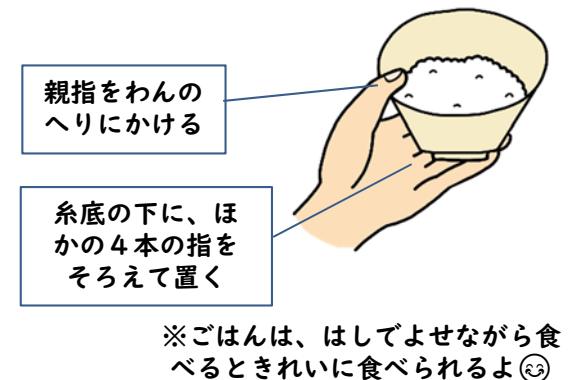 親指をわんの
へりにかける
糸底の下に、ほ
かの４本の指を
そろえて置く
※ごはんは、はしでよせながら食
べるときれいに食べられるよ😊